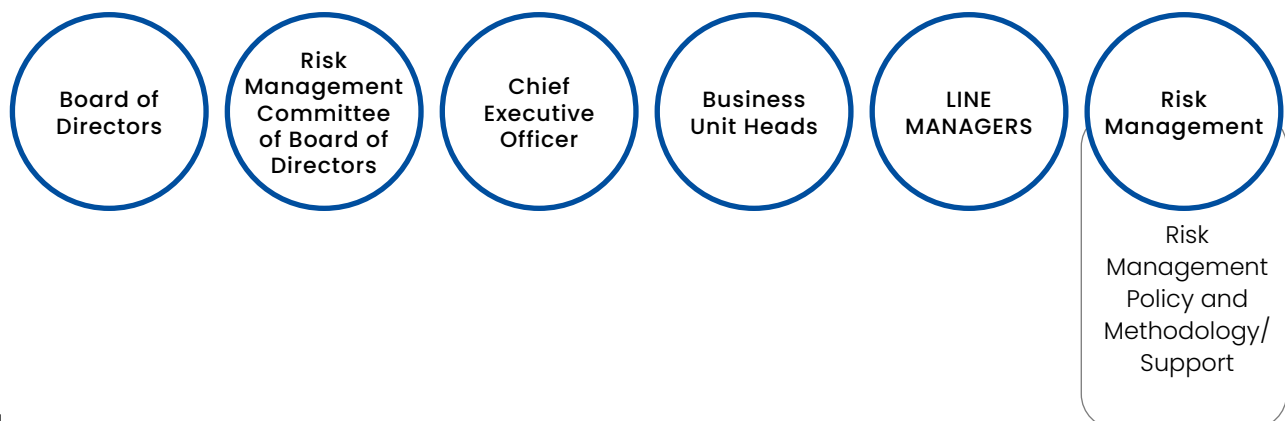 Board of
Directors
Risk
Management
Committee
of Board of
Directors
Chief
Executive
Officer
Business
Unit Heads
LINE
MANAGERS
Risk
Management
Risk
Management
Policy and
Methodology/
Support